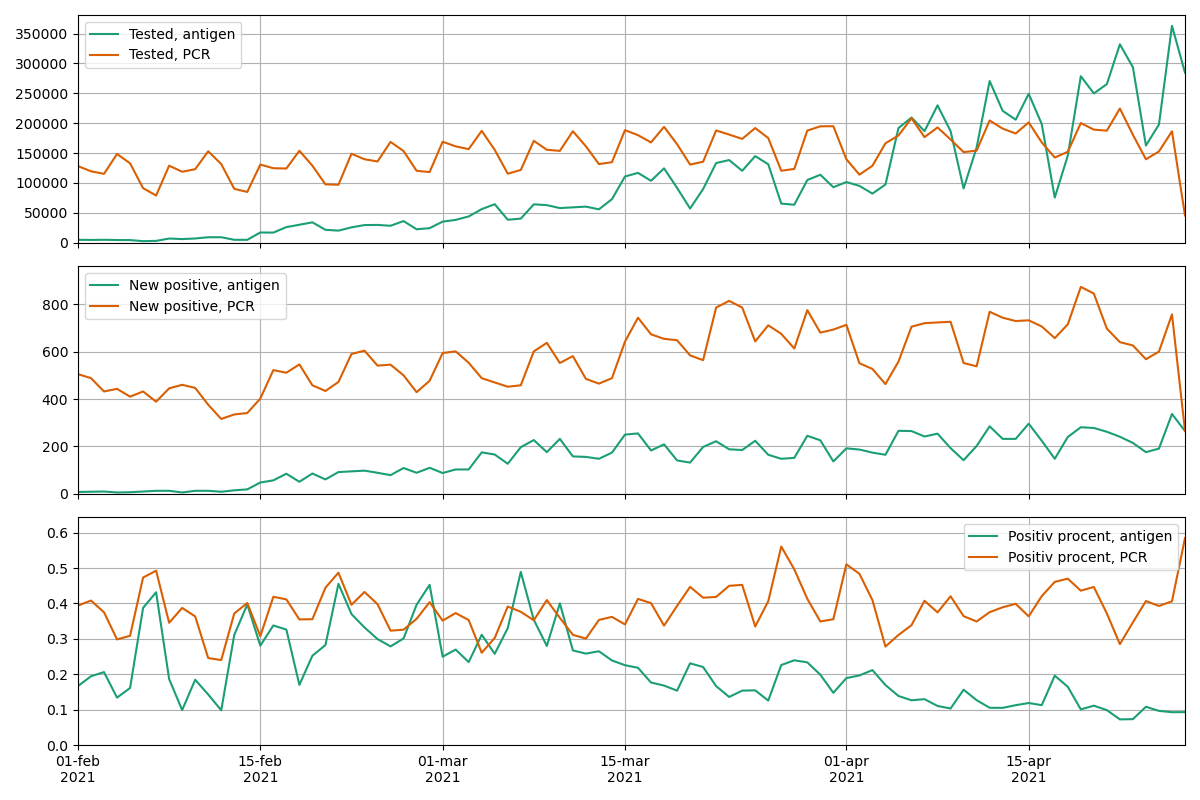 350000
300000
250000
200000
150000
100000
50000
0
Tested, antigen
Tested, PCR
800
600
400
200
0
New positive, antigen
New positive, PCR
0.6
0.5
0.4
0.3
0.2
0.1
0.0
Positiv procent, antigen
Positiv procent, PCR
01-feb 15-feb 01-mar 15-mar 01-apr 15-apr
2021 2021 2021 2021 2021 2021